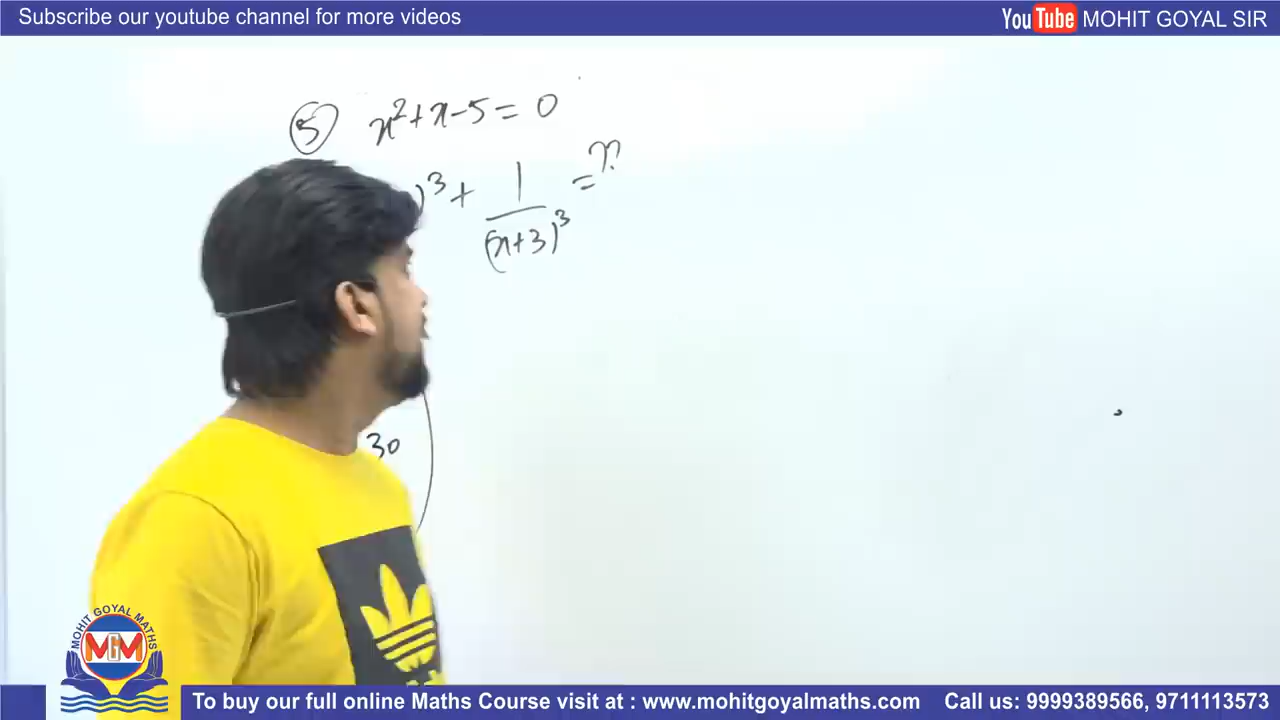 Subscribe our youtube channel for more videos
YouTube MOHIT GOYAL SIR
5 x²+x-5=0
)³ + 1/(x+3)³ = ??
30
MOHIT GOYAL MATHS
MGM
To buy our full online Maths Course visit at : www.mohitgoyalmaths.com Call us: 9999389566, 9711113573